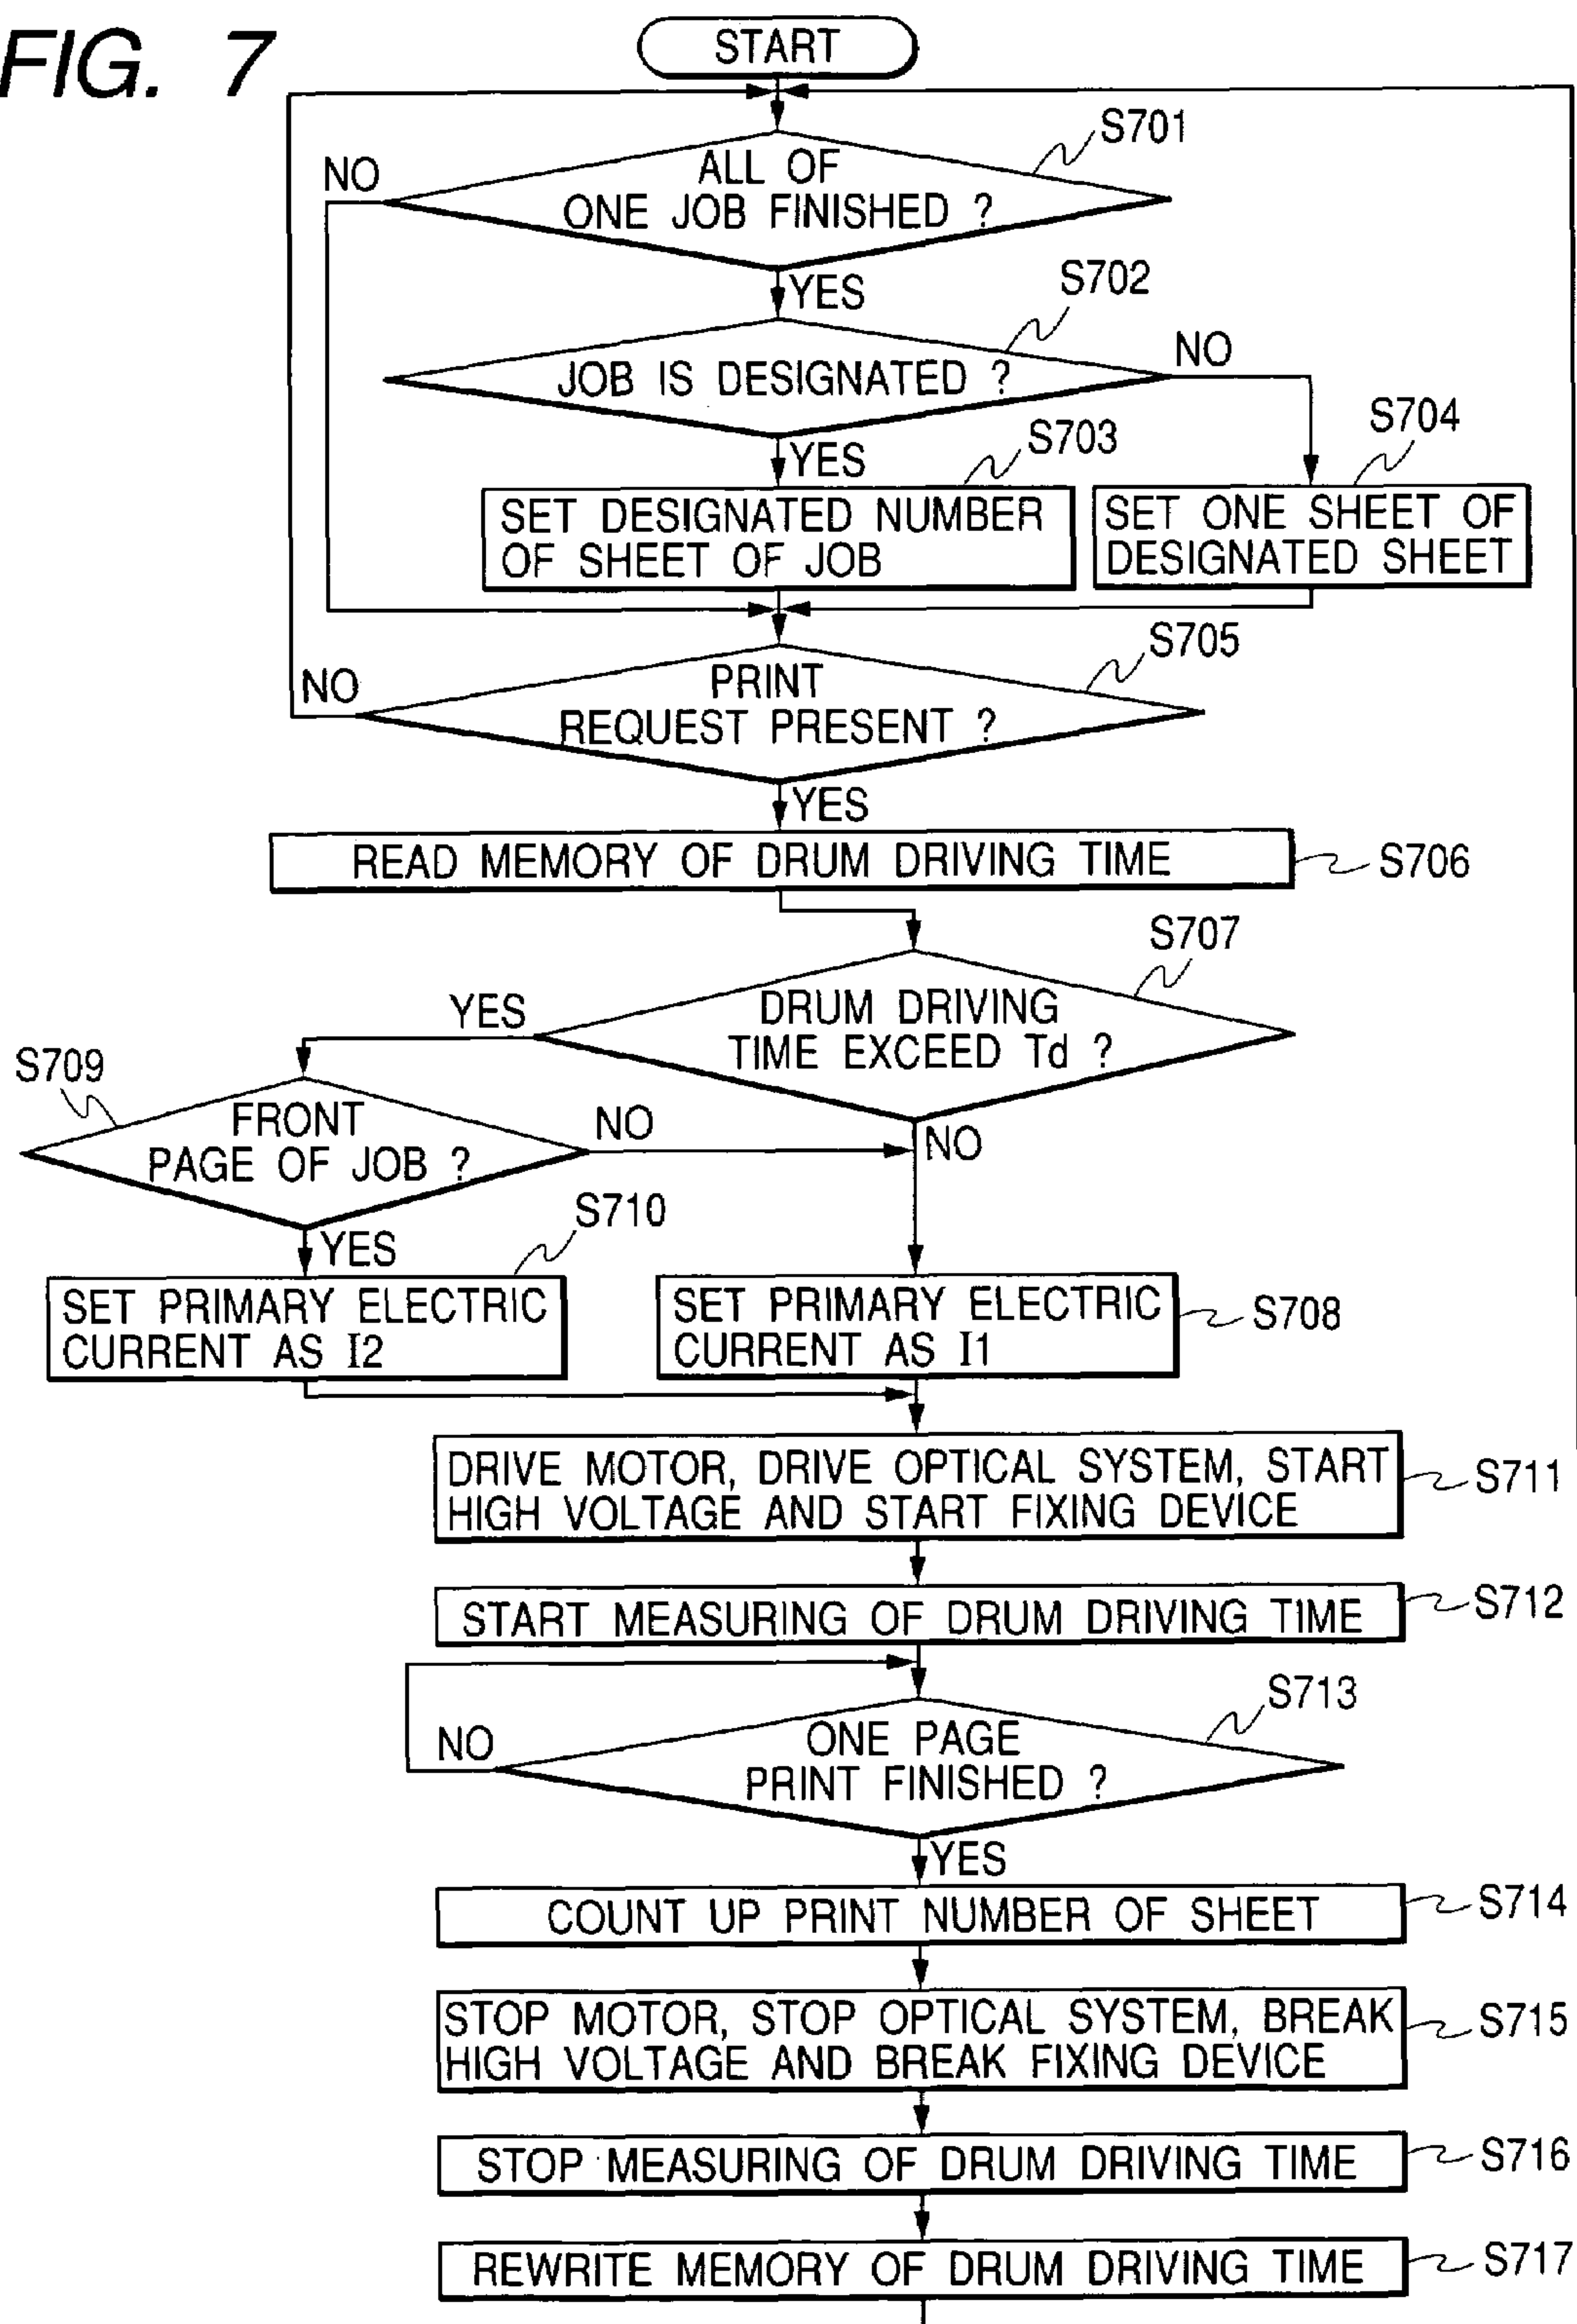 FIG. 7
START
S701
NO
ALL OF
ONE JOB FINISHED ?
YES
S702
JOB IS DESIGNATED ?
NO
YES
S703
S704
SET DESIGNATED NUMBER
OF SHEET OF JOB
SET ONE SHEET OF
DESIGNATED SHEET
S705
NO
PRINT
REQUEST PRESENT ?
YES
READ MEMORY OF DRUM DRIVING TIME
S706
S707
YES
DRUM DRIVING
TIME EXCEED Td ?
S709
FRONT
PAGE OF JOB ?
NO
NO
S710
YES
SET PRIMARY ELECTRIC
CURRENT AS I2
SET PRIMARY ELECTRIC
CURRENT AS I1
S708
DRIVE MOTOR, DRIVE OPTICAL SYSTEM, START
HIGH VOLTAGE AND START FIXING DEVICE
S711
START MEASURING OF DRUM DRIVING TIME
S712
S713
NO
ONE PAGE
PRINT FINISHED ?
YES
COUNT UP PRINT NUMBER OF SHEET
S714
STOP MOTOR, STOP OPTICAL SYSTEM, BREAK
HIGH VOLTAGE AND BREAK FIXING DEVICE
S715
STOP MEASURING OF DRUM DRIVING TIME
S716
REWRITE MEMORY OF DRUM DRIVING TIME
S717